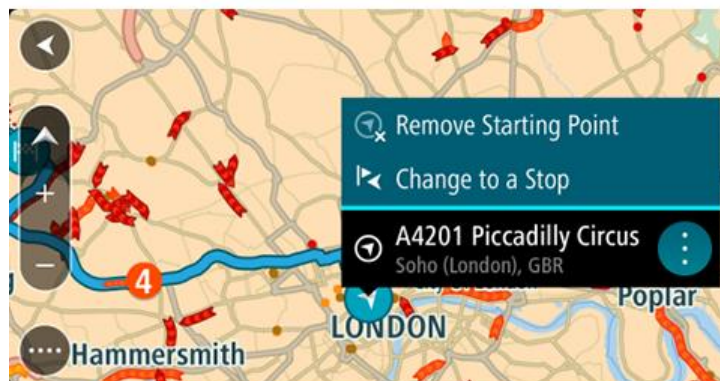 Remove Starting Point
Change to a Stop
A4201 Piccadilly Circus
Soho (London), GBR
4
Poplar
LONDON
Hammersmith